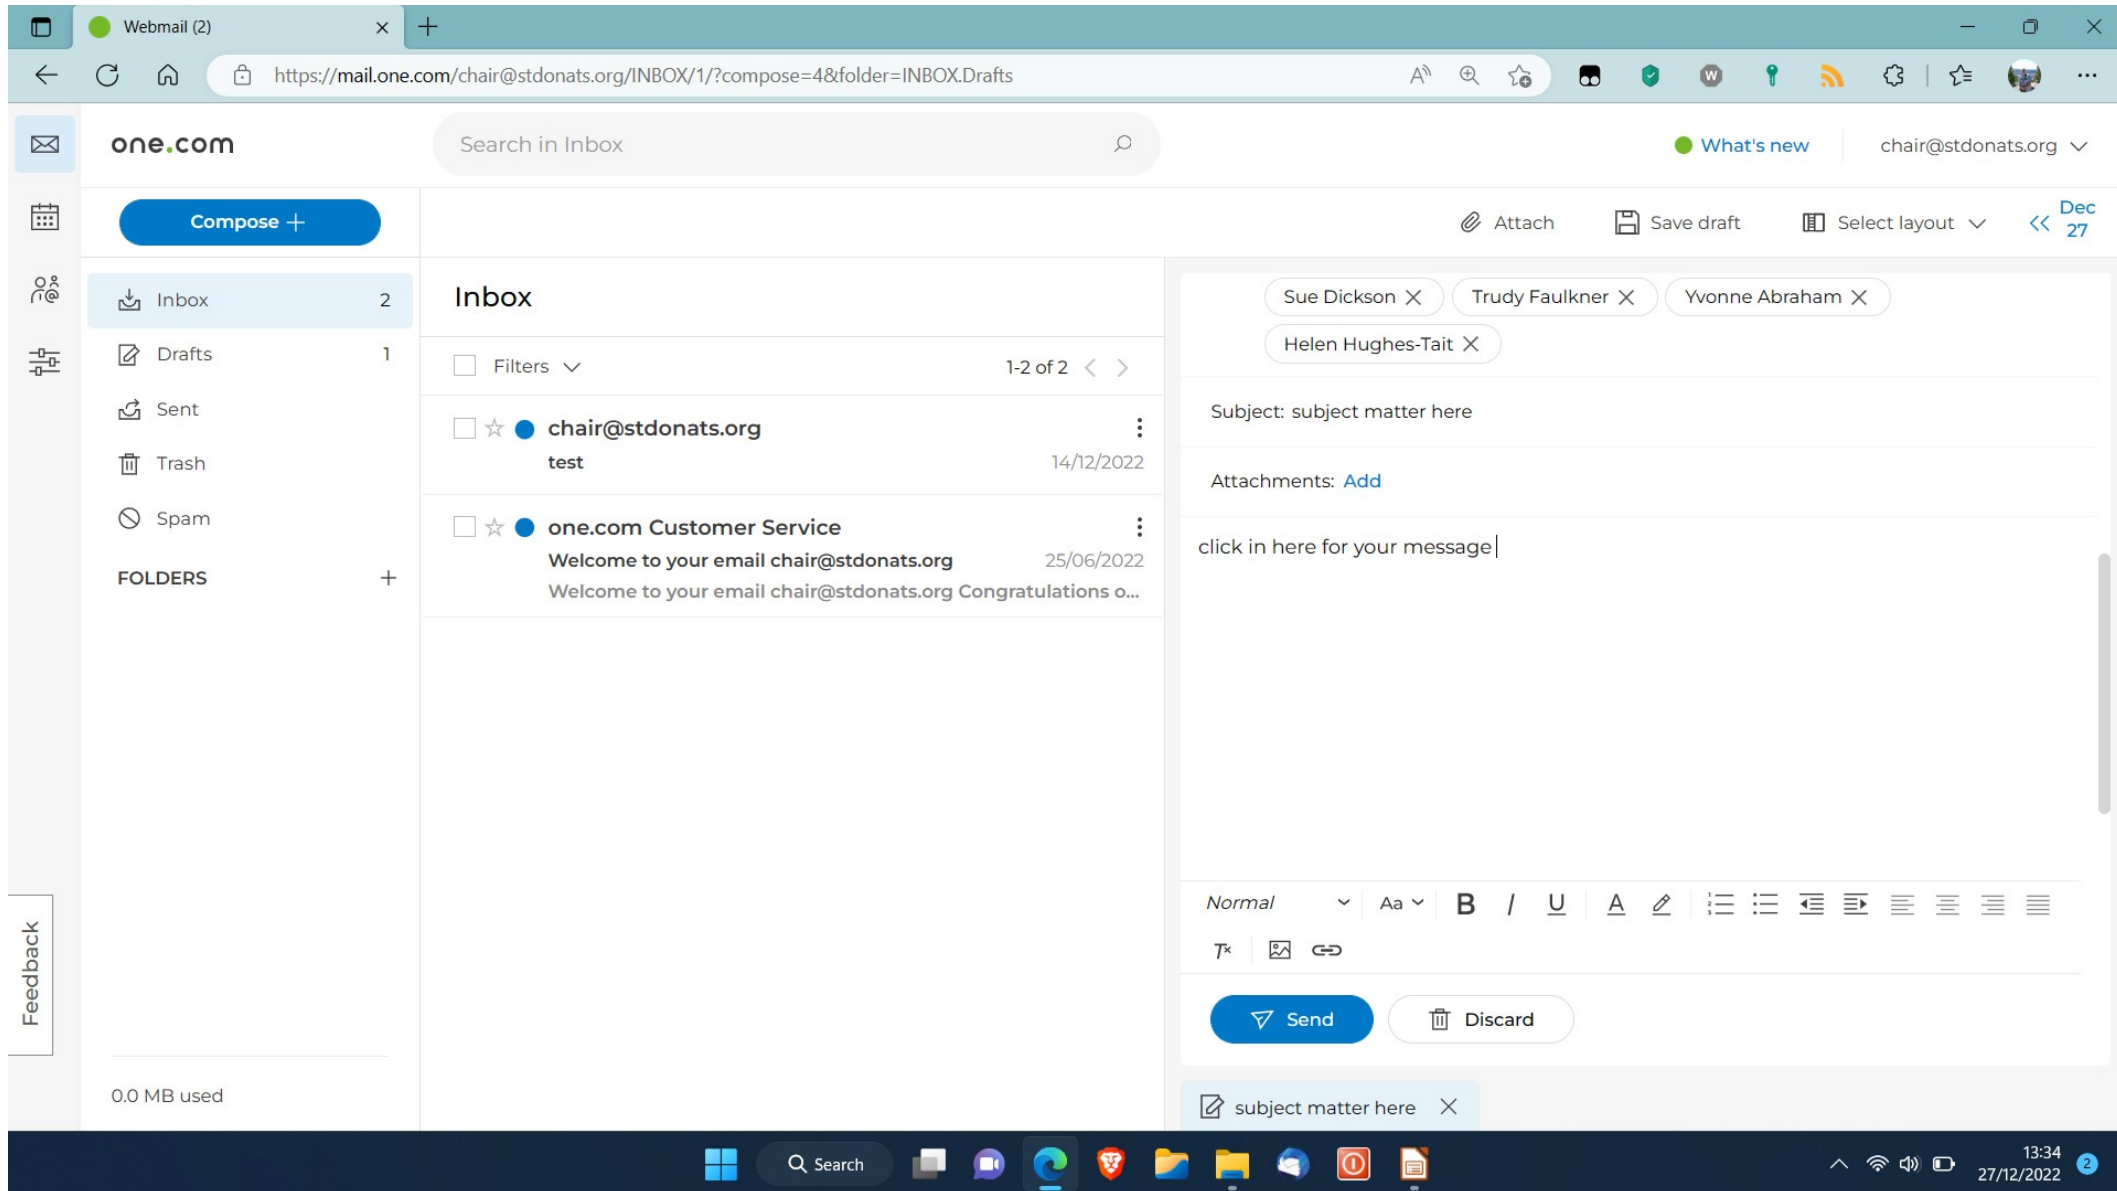 Webmail (2)
https://mail.one.com/chair@stdonats.org/INBOX/1/?compose=4&folder=INBOX.Drafts
one.com
Search in Inbox
What's new
chair@stdonats.org
Compose
Attach
Save draft
Select layout
Dec
27
Inbox 2
Drafts 1
Sent
Trash
Spam
FOLDERS
0.0 MB used
Feedback
Inbox
Filters
1-2 of 2
chair@stdonats.org
test 14/12/2022
one.com Customer Service
Welcome to your email chair@stdonats.org 25/06/2022
Welcome to your email chair@stdonats.org Congratulations o...
Sue Dickson Trudy Faulkner Yvonne Abraham
Helen Hughes-Tait
Subject: subject matter here
Attachments: Add
click in here for your message
Normal Aa B I U A
Send Discard
subject matter here
Search
13:34
27/12/2022
2